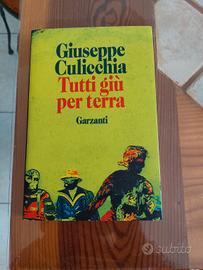 Giuseppe
Culicchia
Tutti giù
per terra
Garzanti
subito